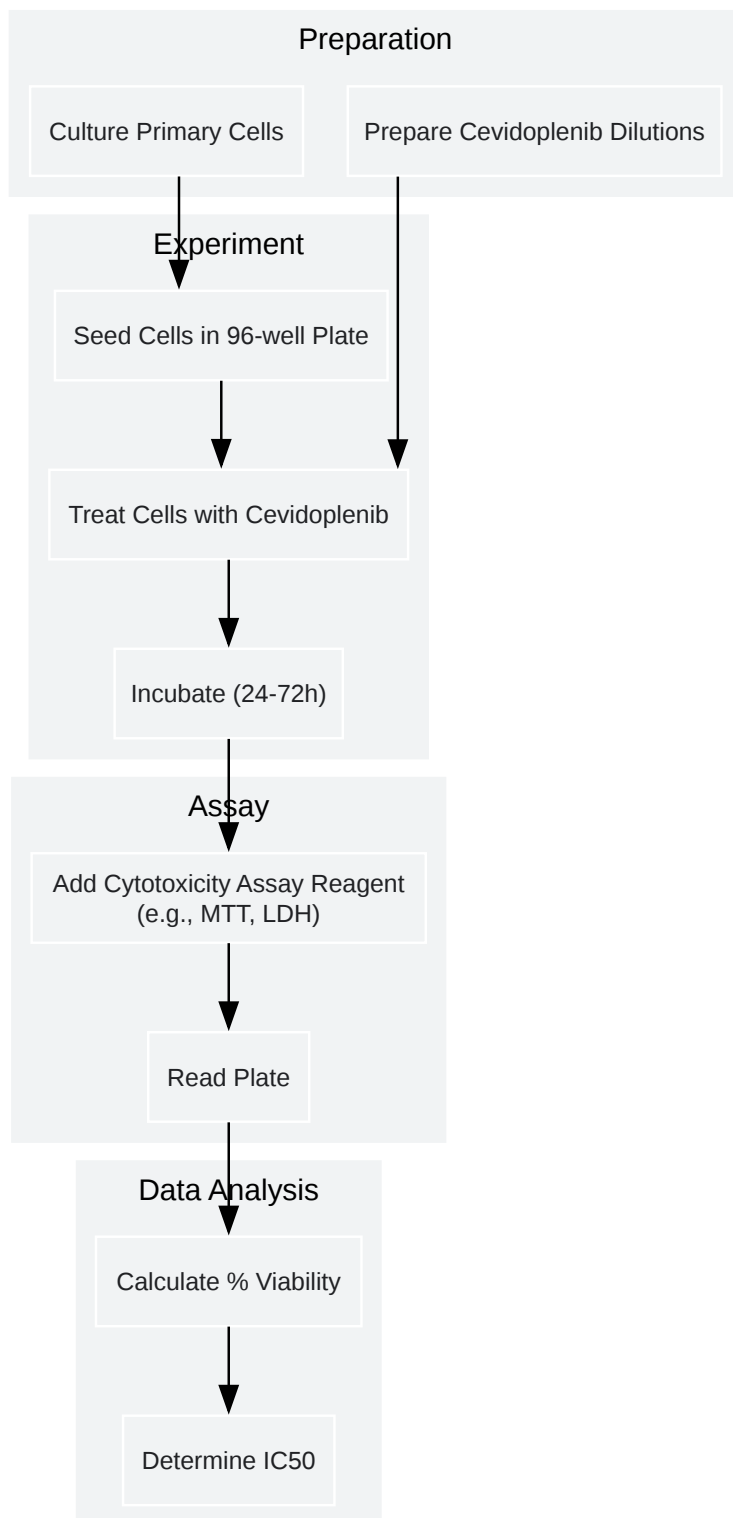 Preparation
Culture Primary Cells
Prepare Cevidoplenib Dilutions
Experiment
Seed Cells in 96-well Plate
Treat Cells with Cevidoplenib
Incubate (24-72h)
Assay
Add Cytotoxicity Assay Reagent
(e.g., MTT, LDH)
Read Plate
Data Analysis
Calculate % Viability
Determine IC50